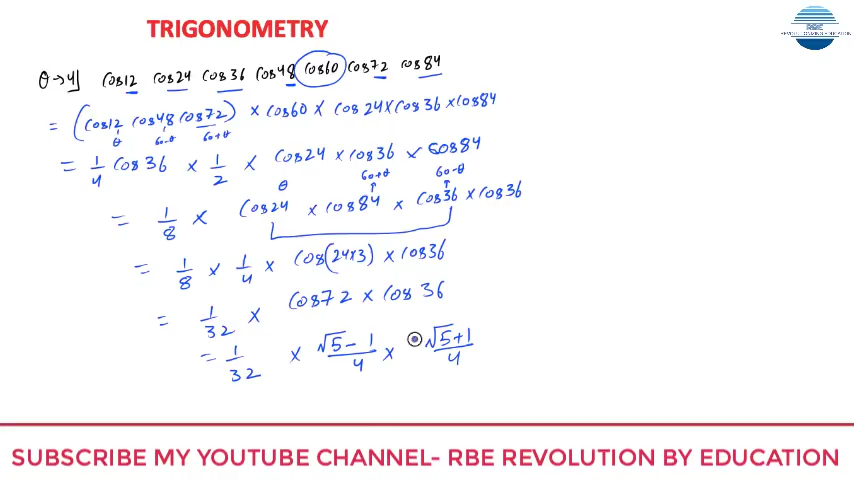 TRIGONOMETRY
REVOLUTIONIZING EDUCATION
Q→4] Cos12 Cos24 Cos36 Cos48 Cos60 Cos72 Cos84
= (Cos12 Cos48 Cos72) × Cos60 × Cos24 × Cos36 × Cos84
θ 60-θ 60+θ
= 1/4 Cos36 × 1/2 × Cos24 × Cos36 × Cos84
θ 60+θ 60-θ
= 1/8 × Cos24 × Cos84 × Cos36 × Cos36
= 1/8 × 1/4 × Cos(24×3) × Cos36
= 1/32 × Cos72 × Cos36
= 1/32 × √5-1/4 × √5+1/4
SUBSCRIBE MY YOUTUBE CHANNEL- RBE REVOLUTION BY EDUCATION